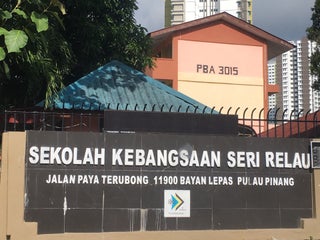 PBA 3015
SEKOLAH KEBANGSAAN SERI RELAU
JALAN PAYA TERUBONG 11900 BAYAN LEPAS PULAU PINANG